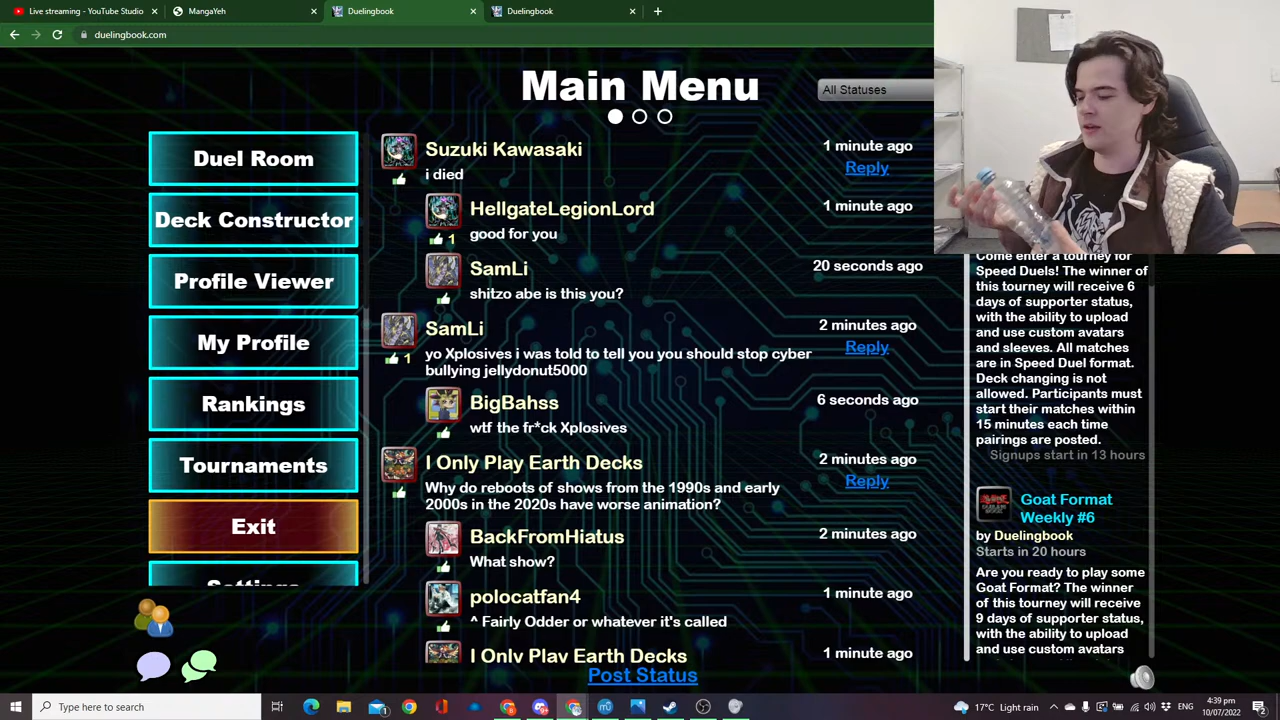 Live streaming - YouTube Studio
MangaYeh
Duelingbook
Duelingbook
duelingbook.com
Main Menu
All Statuses
Duel Room
Deck Constructor
Profile Viewer
My Profile
Rankings
Tournaments
Exit
Settings
Suzuki Kawasaki
1 minute ago
i died
Reply
HellgateLegionLord
1 minute ago
1
good for you
SamLi
20 seconds ago
shitzo abe is this you?
SamLi
2 minutes ago
1
yo Xplosives i was told to tell you you should stop cyber
bullying jellydonut5000
Reply
BigBahss
6 seconds ago
wtf the fr*ck Xplosives
I Only Play Earth Decks
2 minutes ago
Why do reboots of shows from the 1990s and early
2000s in the 2020s have worse animation?
Reply
BackFromHiatus
2 minutes ago
What show?
polocatfan4
1 minute ago
^ Fairly Odder or whatever it's called
I Only Play Earth Decks
1 minute ago
Post Status
Come enter a tourney for
Speed Duels! The winner of
this tourney will receive 6
days of supporter status,
with the ability to upload
and use custom avatars
and sleeves. All matches
are in Speed Duel format.
Deck changing is not
allowed. Participants must
start their matches within
15 minutes each time
pairings are posted.
Signups start in 13 hours
Goat Format
Weekly #6
by Duelingbook
Starts in 20 hours
Are you ready to play some
Goat Format? The winner
of this tourney will receive
9 days of supporter status,
with the ability to upload
and use custom avatars
Type here to search
17°C Light rain
ENG
4:39 pm
10/07/2022